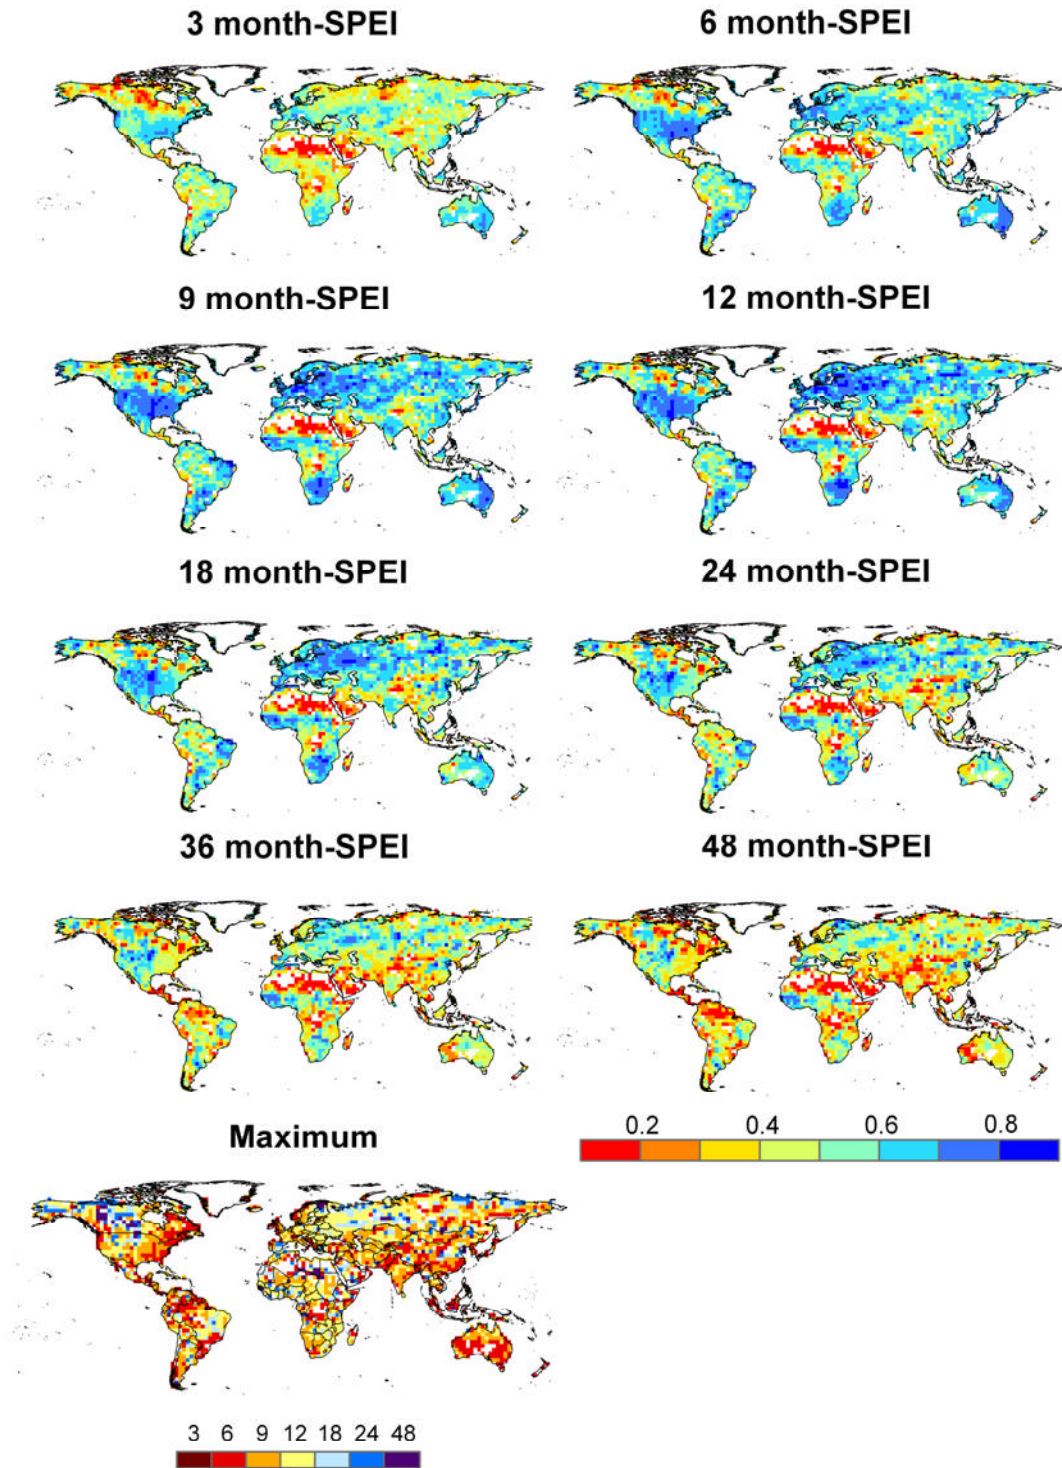 3 month-SPEI 6 month-SPEI
9 month-SPEI 12 month-SPEI
18 month-SPEI 24 month-SPEI
36 month-SPEI 48 month-SPEI
Maximum
0.2 0.4 0.6 0.8
3 6 9 12 18 24 48